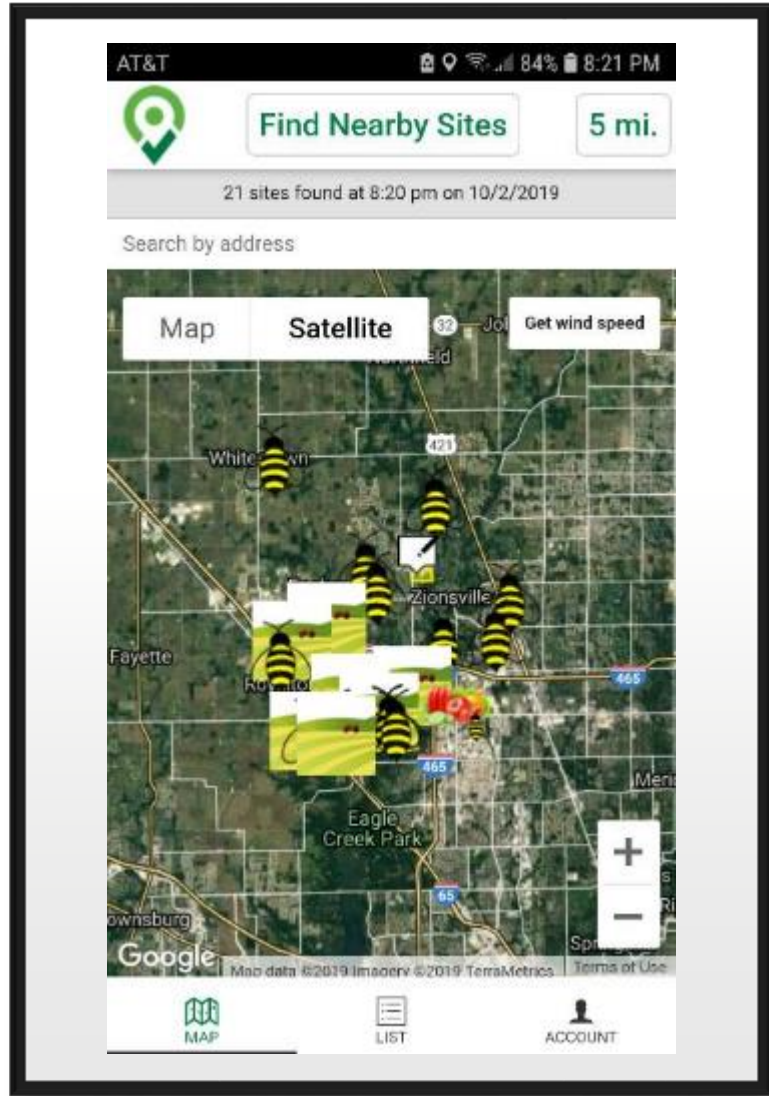 AT&T 84% 8:21 PM
Find Nearby Sites 5 mi.
21 sites found at 8:20 pm on 10/2/2019
Search by address
Map Satellite 32 Get wind speed
421
Zionsville
Fayette
465
465
Eagle
Creek Park
65
Google Map data ©2019 Imagery ©2019 TerraMetrics Terms of Use
MAP LIST ACCOUNT